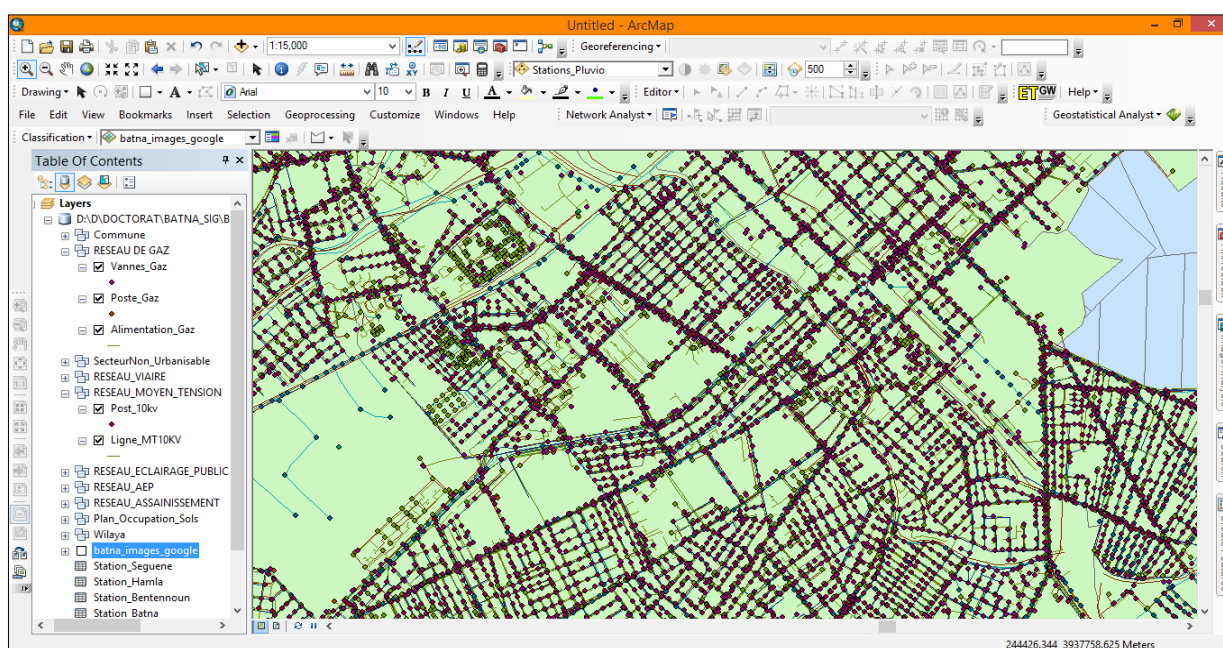 Untitled - ArcMap
1:15,000
Georeferencing
Stations_Pluvio
500
Drawing
A
Arial
10
B I U A
Editor
ET GW Help
File Edit View Bookmarks Insert Selection Geoprocessing Customize Windows Help
Network Analyst
Geostatistical Analyst
Classification
batna_images_google
Table Of Contents
Layers
D:\D\DOCTORAT\BATNA_SIG\B
Commune
RESEAU DE GAZ
Vannes_Gaz
Poste_Gaz
Alimentation_Gaz
SecteurNon_Urbanisable
RESEAU_VIAIRE
RESEAU_MOYEN_TENSION
Post_10kv
Ligne_MT10KV
RESEAU_ECLAIRAGE_PUBLIC
RESEAU_AEP
RESEAU_ASSAINISSEMENT
Plan_Occupation_Sols
Wilaya
batna_images_google
Station_Seguene
Station_Hamla
Station_Bentennoun
Station Batna
244426.344 3937758.625 Meters